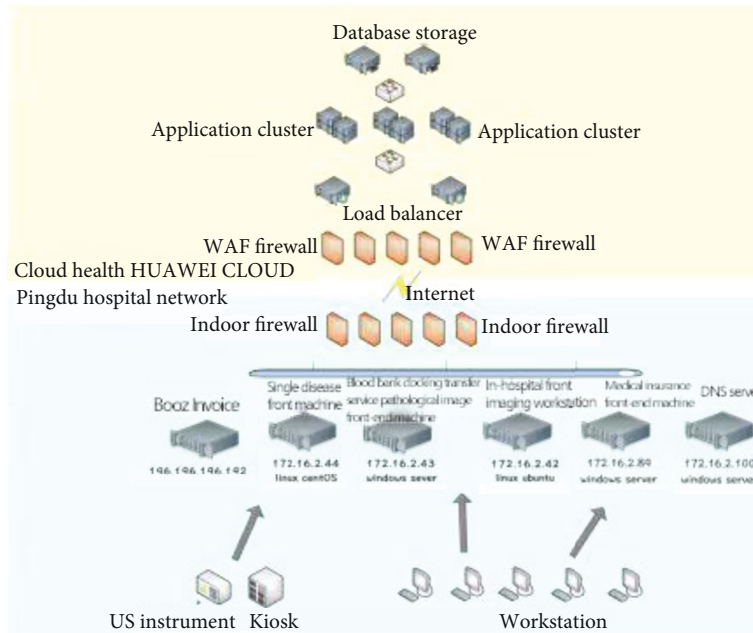 Database storage
Application cluster
Application cluster
Load balancer
WAF firewall
WAF firewall
Cloud health HUAWEI CLOUD
Pingdu hospital network
Internet
Indoor firewall
Indoor firewall
Booz Invoice
196.196.196.192
Single disease
front machine
172.16.2.44
linux centOS
Blood bank docking transfer
service pathological image
front-end machine
172.16.2.43
windows sever
In-hospital front
imaging workstation
172.16.2.42
linux ubuntu
Medical insurance
front-end machine
172.16.2.89
windows server
DNS serve
172.16.2.100
windows server
US instrument
Kiosk
Workstation